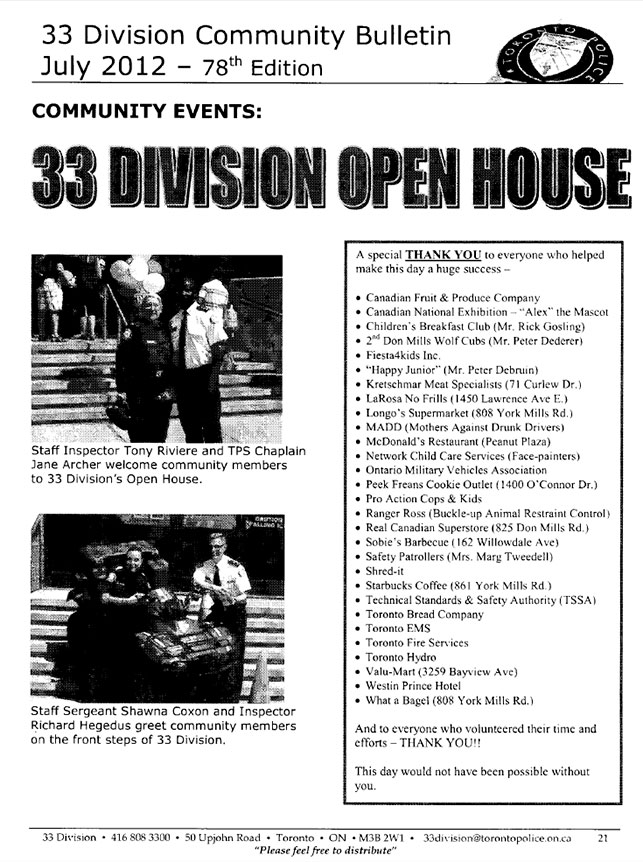 33 Division Community Bulletin
July 2012 – 78th Edition
TORONTO POLICE
COMMUNITY EVENTS:
33 DIVISION OPEN HOUSE
Staff Inspector Tony Riviere and TPS Chaplain
Jane Archer welcome community members
to 33 Division's Open House.
Staff Sergeant Shawna Coxon and Inspector
Richard Hegedus greet community members
on the front steps of 33 Division.
A special THANK YOU to everyone who helped
make this day a huge success –
• Canadian Fruit & Produce Company
• Canadian National Exhibition – "Alex" the Mascot
• Children's Breakfast Club (Mr. Rick Gosling)
• 2nd Don Mills Wolf Cubs (Mr. Peter Dederer)
• Fiesta4kids Inc.
• "Happy Junior" (Mr. Peter Debruin)
• Kretschmar Meat Specialists (71 Curlew Dr.)
• LaRosa No Frills (1450 Lawrence Ave E.)
• Longo's Supermarket (808 York Mills Rd.)
• MADD (Mothers Against Drunk Drivers)
• McDonald's Restaurant (Peanut Plaza)
• Network Child Care Services (Face-painters)
• Ontario Military Vehicles Association
• Peek Freans Cookie Outlet (1400 O'Connor Dr.)
• Pro Action Cops & Kids
• Ranger Ross (Buckle-up Animal Restraint Control)
• Real Canadian Superstore (825 Don Mills Rd.)
• Sobie's Barbecue (162 Willowdale Ave)
• Safety Patrollers (Mrs. Marg Tweedell)
• Shred-it
• Starbucks Coffee (861 York Mills Rd.)
• Technical Standards & Safety Authority (TSSA)
• Toronto Bread Company
• Toronto EMS
• Toronto Fire Services
• Toronto Hydro
• Valu-Mart (3259 Bayview Ave)
• Westin Prince Hotel
• What a Bagel (808 York Mills Rd.)
And to everyone who volunteered their time and
efforts – THANK YOU!!
This day would not have been possible without
you.
33 Division • 416 808 3300 • 50 Upjohn Road • Toronto • ON • M3B 2W1 • 33division@torontopolice.on.ca 21
"Please feel free to distribute"